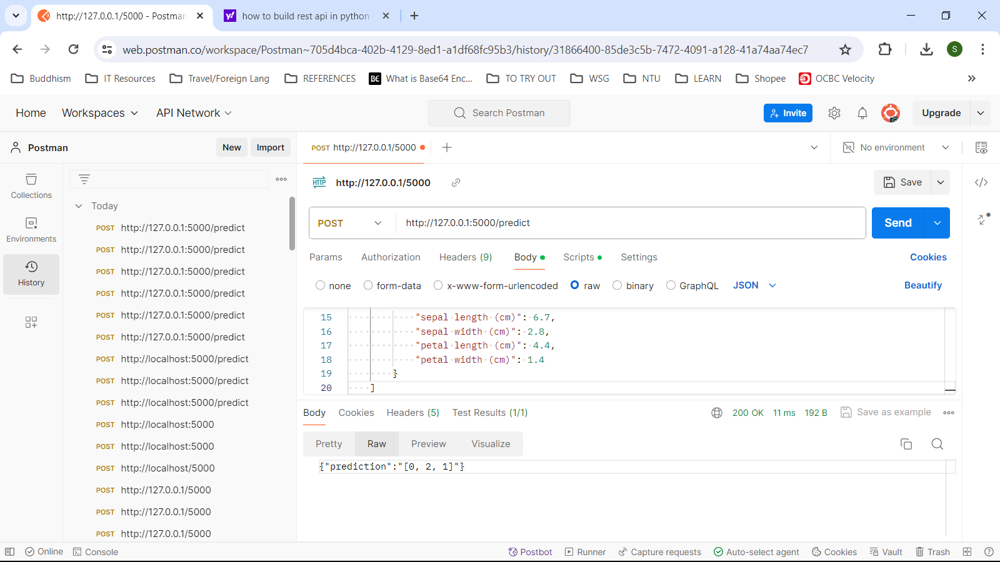 http://127.0.0.1/5000 - Postman
how to build rest api in python
web.postman.co/workspace/Postman~705d4bca-402b-4129-8ed1-a1df68fc95b3/history/31866400-85de3c5b-7472-4091-a128-41a74aa74ec7
S
Buddhism IT Resources Travel/Foreign Lang REFERENCES BE What is Base64 Enc... TO TRY OUT WSG NTU LEARN Shopee OCBC Velocity
Home Workspaces API Network Search Postman Invite Upgrade
Postman New Import POST http://127.0.0.1/5000 No environment
Collections
Environments
History
Today
POST http://127.0.0.1:5000/predict
POST http://127.0.0.1:5000/predict
POST http://127.0.0.1:5000/predict
POST http://127.0.0.1:5000/predict
POST http://127.0.0.1:5000/predict
POST http://127.0.0.1:5000/predict
POST http://localhost:5000/predict
POST http://localhost:5000/predict
POST http://localhost:5000/predict
POST http://localhost:5000
POST http://localhost:5000
POST http://localhost/5000
POST http://127.0.0.1/5000
POST http://127.0.0.1/5000
POST http://127.0.0.1/5000
HTTP http://127.0.0.1/5000 Save
POST http://127.0.0.1:5000/predict Send
Params Authorization Headers (9) Body Scripts Settings Cookies
none form-data x-www-form-urlencoded raw binary GraphQL JSON Beautify
15 "sepal length (cm)": 6.7,
16 "sepal width (cm)": 2.8,
17 "petal length (cm)": 4.4,
18 "petal width (cm)": 1.4
19 }
20 ]
Body Cookies Headers (5) Test Results (1/1) 200 OK 11 ms 192 B Save as example
Pretty Raw Preview Visualize
{"prediction":"[0, 2, 1]"}
Online Console Postbot Runner Capture requests Auto-select agent Cookies Vault Trash